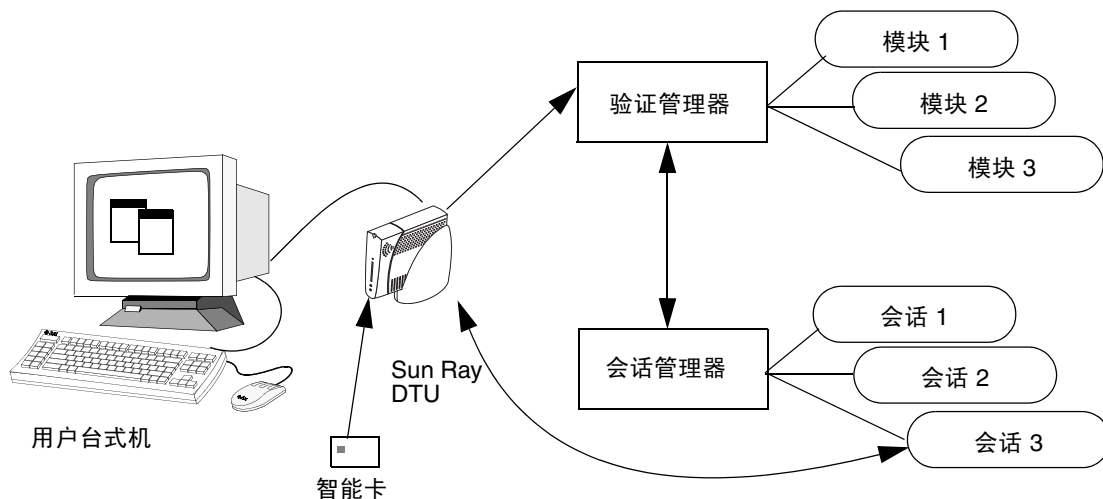 模块 1
验证管理器
模块 2
模块 3
会话 1
会话管理器
会话 2
会话 3
Sun Ray
DTU
用户台式机
智能卡